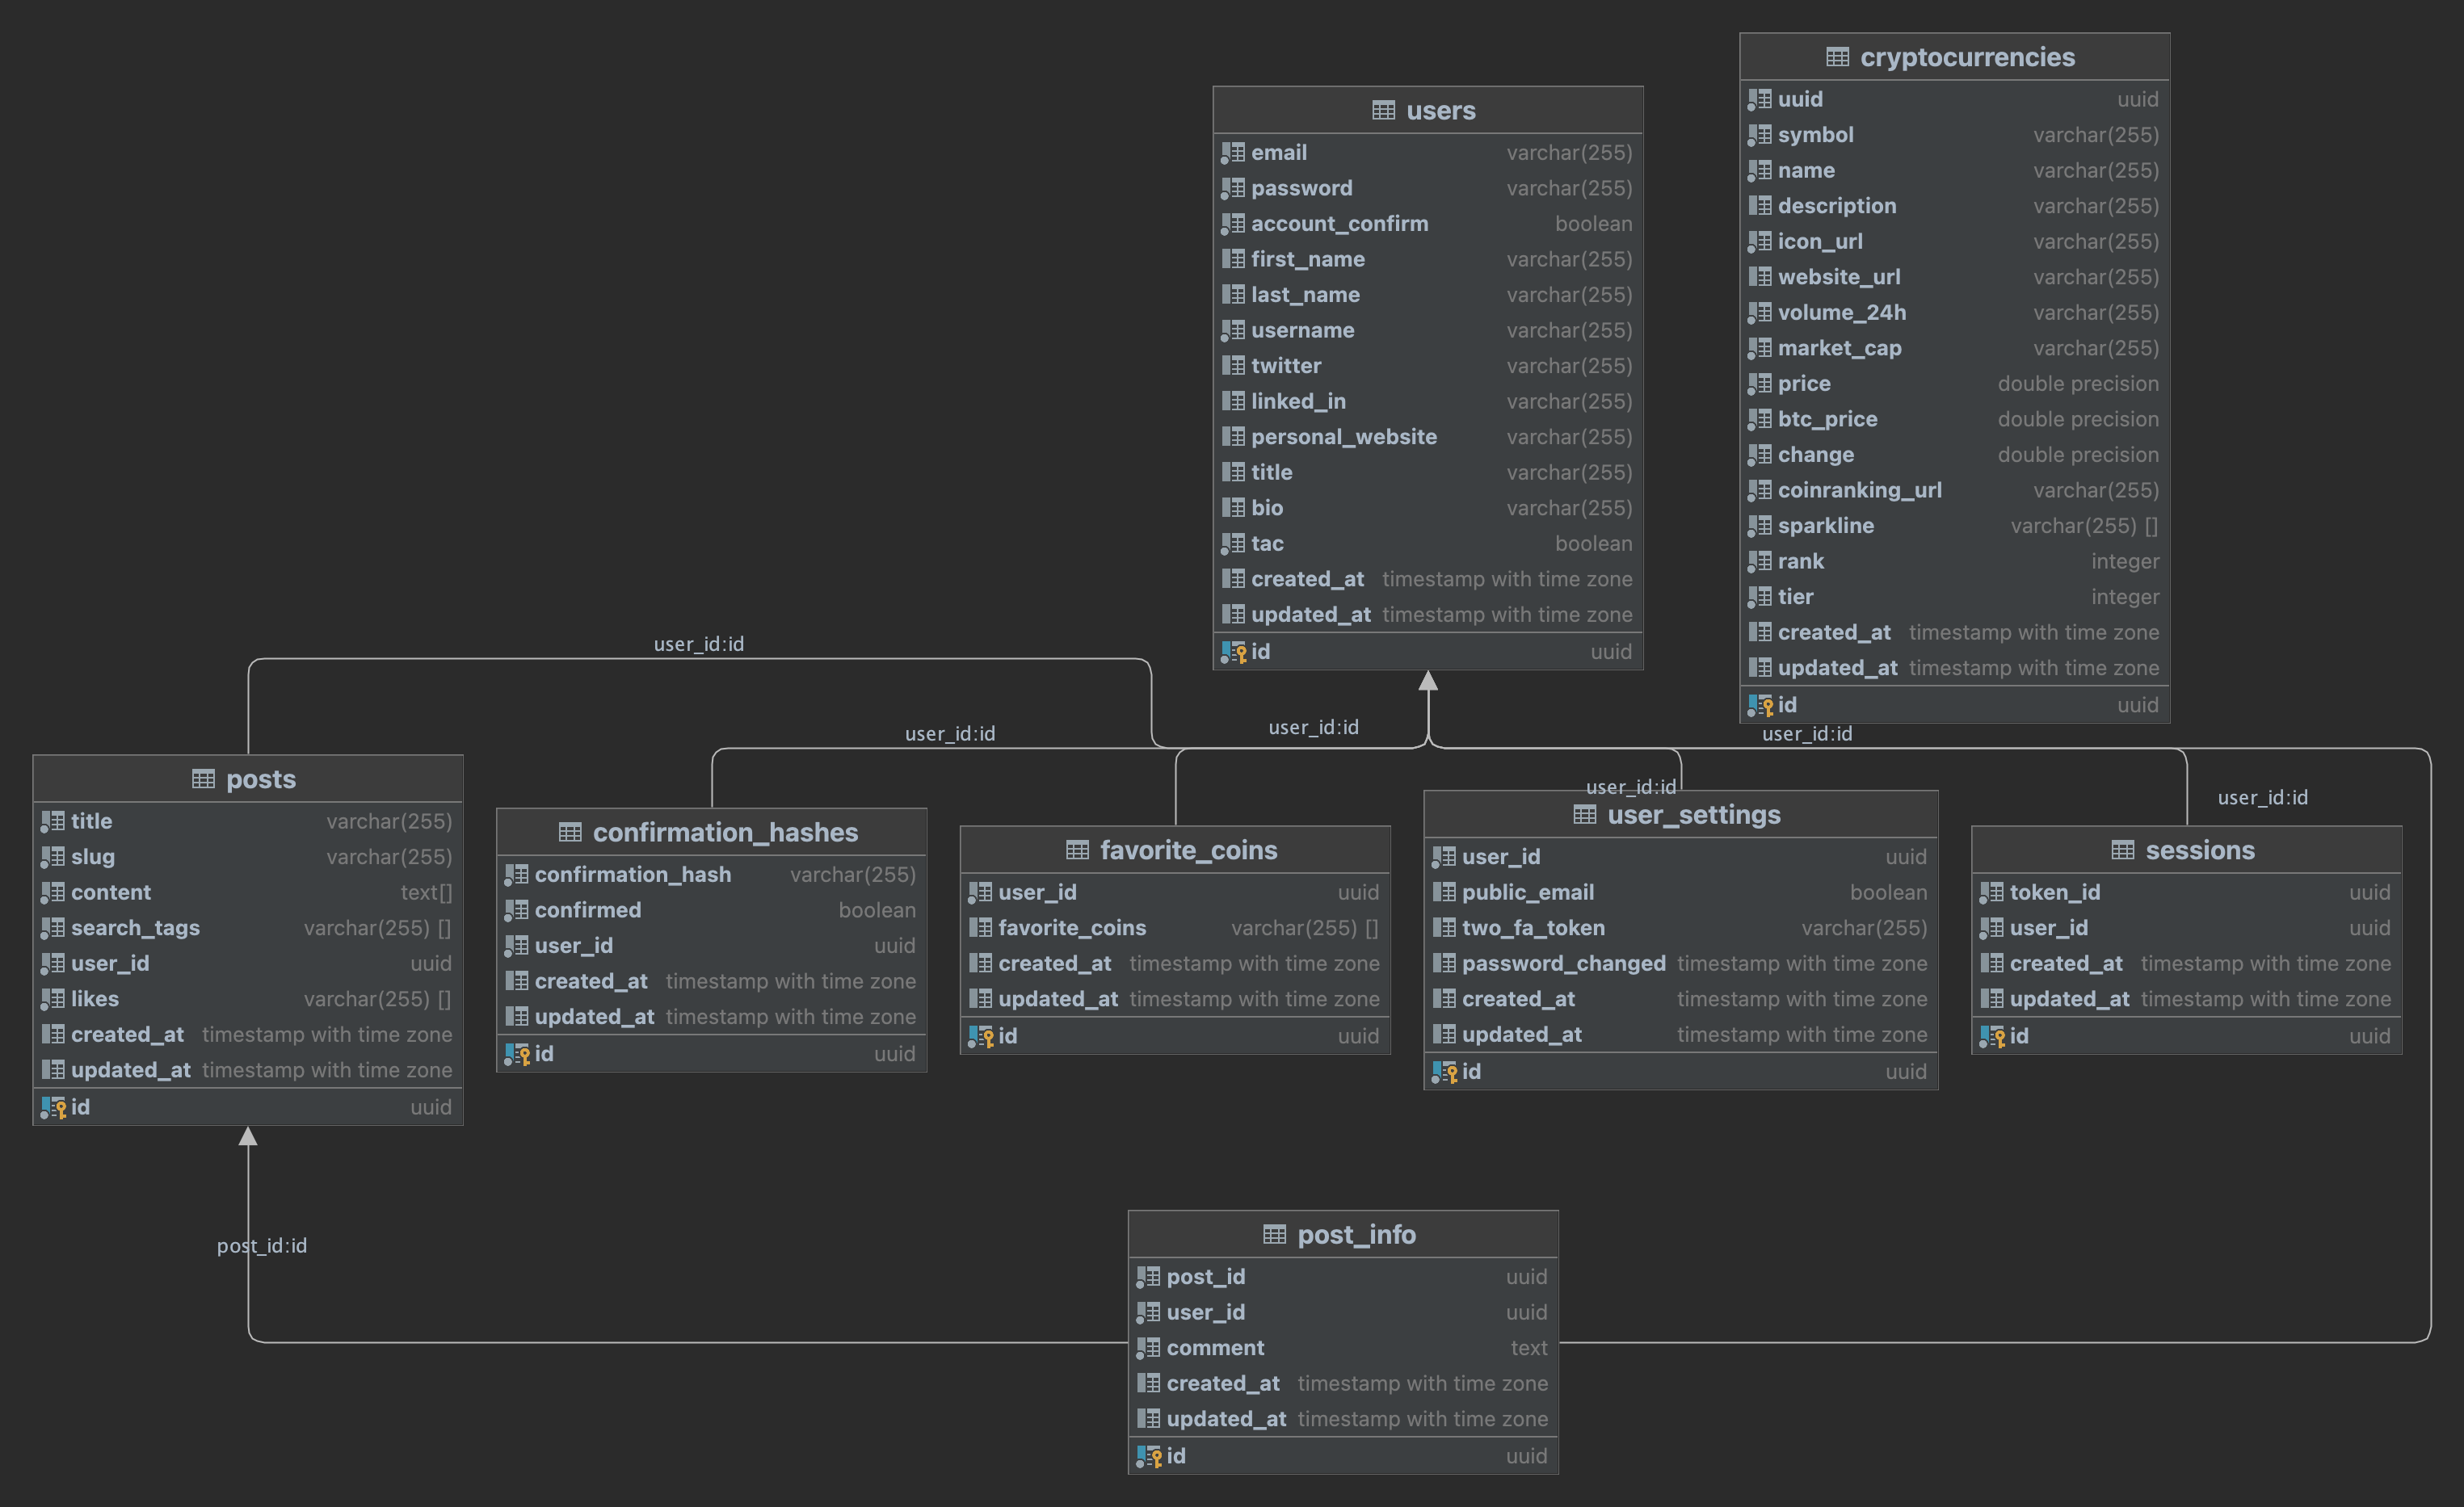 cryptocurrencies
uuid uuid
symbol varchar(255)
name varchar(255)
description varchar(255)
icon_url varchar(255)
website_url varchar(255)
volume_24h varchar(255)
market_cap varchar(255)
price double precision
btc_price double precision
change double precision
coinranking_url varchar(255)
sparkline varchar(255) []
rank integer
tier integer
created_at timestamp with time zone
updated_at timestamp with time zone
id uuid
users
email varchar(255)
password varchar(255)
account_confirm boolean
first_name varchar(255)
last_name varchar(255)
username varchar(255)
twitter varchar(255)
linked_in varchar(255)
personal_website varchar(255)
title varchar(255)
bio varchar(255)
tac boolean
created_at timestamp with time zone
updated_at timestamp with time zone
id uuid
user_id:id
user_id:id
user_id:id
user_id:id
user_id:id
user_id:id
posts
title varchar(255)
slug varchar(255)
content text[]
search_tags varchar(255) []
user_id uuid
likes varchar(255) []
created_at timestamp with time zone
updated_at timestamp with time zone
id uuid
confirmation_hashes
confirmation_hash varchar(255)
confirmed boolean
user_id uuid
created_at timestamp with time zone
updated_at timestamp with time zone
id uuid
favorite_coins
user_id uuid
favorite_coins varchar(255) []
created_at timestamp with time zone
updated_at timestamp with time zone
id uuid
user_settings
user_id uuid
public_email boolean
two_fa_token varchar(255)
password_changed timestamp with time zone
created_at timestamp with time zone
updated_at timestamp with time zone
id uuid
sessions
token_id uuid
user_id uuid
created_at timestamp with time zone
updated_at timestamp with time zone
id uuid
post_id:id
post_info
post_id uuid
user_id uuid
comment text
created_at timestamp with time zone
updated_at timestamp with time zone
id uuid